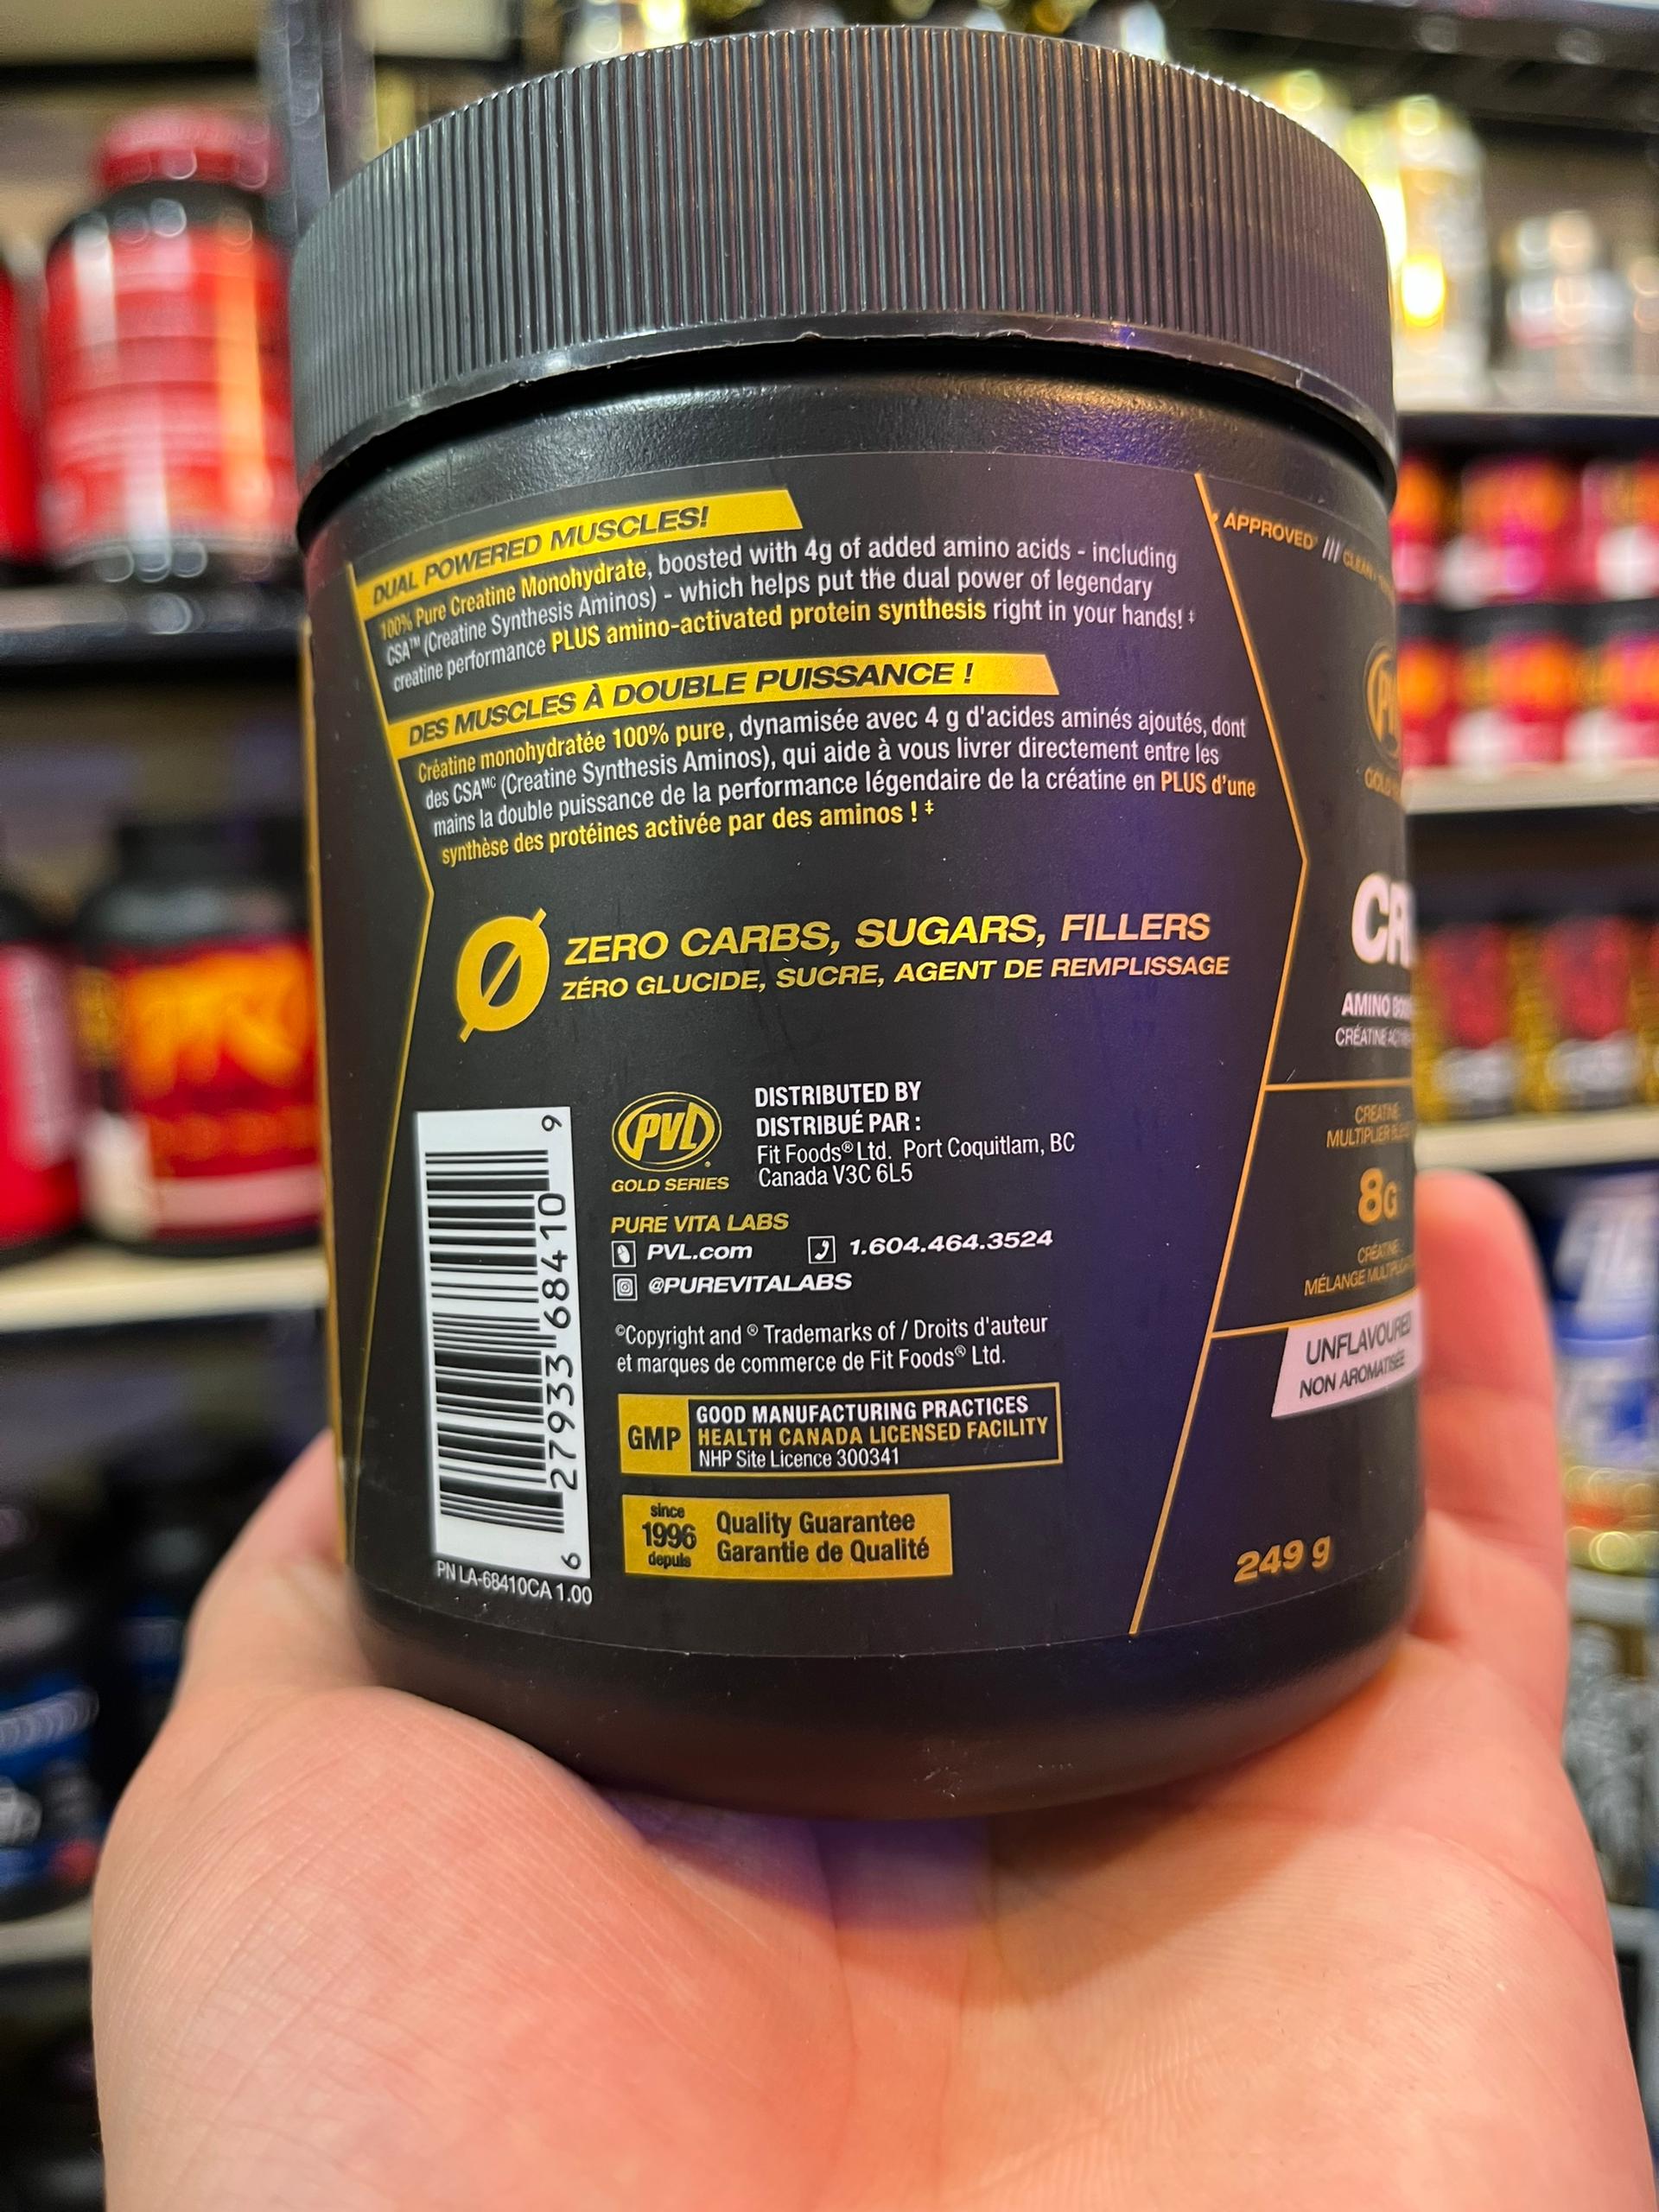 DUAL POWERED MUSCLES!
100% Pure Creatine Monohydrate, boosted with 4g of added amino acids - including
CSA™ (Creatine Synthesis Aminos) - which helps put the dual power of legendary
creatine performance PLUS amino-activated protein synthesis right in your hands! ‡
DES MUSCLES À DOUBLE PUISSANCE !
Créatine monohydratée 100% pure, dynamisée avec 4 g d'acides aminés ajoutés, dont
des CSAᴹᶜ (Creatine Synthesis Aminos), qui aide à vous livrer directement entre les
mains la double puissance de la performance légendaire de la créatine en PLUS d'une
synthèse des protéines activée par des aminos ! ‡
ZERO CARBS, SUGARS, FILLERS
ZÉRO GLUCIDE, SUCRE, AGENT DE REMPLISSAGE
PVL
GOLD SERIES
DISTRIBUTED BY
DISTRIBUÉ PAR :
Fit Foods® Ltd. Port Coquitlam, BC
Canada V3C 6L5
PURE VITA LABS
PVL.com 1.604.464.3524
@PUREVITALABS
©Copyright and ® Trademarks of / Droits d'auteur
et marques de commerce de Fit Foods® Ltd.
GMP
GOOD MANUFACTURING PRACTICES
HEALTH CANADA LICENSED FACILITY
NHP Site Licence 300341
since
1996
depuis
Quality Guarantee
Garantie de Qualité
6 27933 68410 9
PN LA-68410CA 1.00
APPROVED /// CLEAN
AMINO
CREATINE
MULTIPLIER
8G
CRÉATINE
MÉLANGE
UNFLAVOURED
NON AROMATISÉE
249 g